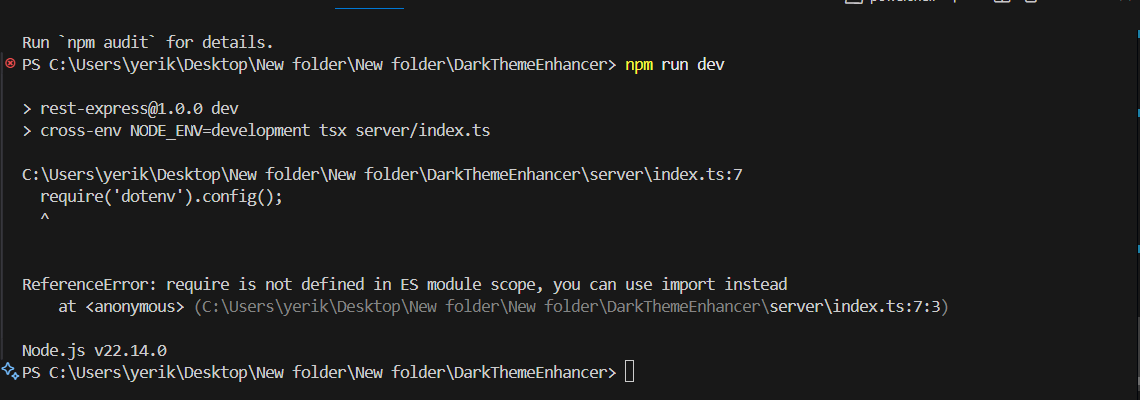 Run `npm audit` for details.
PS C:\Users\yerik\Desktop\New folder\New folder\DarkThemeEnhancer> npm run dev
> rest-express@1.0.0 dev
> cross-env NODE_ENV=development tsx server/index.ts
C:\Users\yerik\Desktop\New folder\New folder\DarkThemeEnhancer\server\index.ts:7
require('dotenv').config();
^
ReferenceError: require is not defined in ES module scope, you can use import instead
at <anonymous> (C:\Users\yerik\Desktop\New folder\New folder\DarkThemeEnhancer\server\index.ts:7:3)
Node.js v22.14.0
PS C:\Users\yerik\Desktop\New folder\New folder\DarkThemeEnhancer>